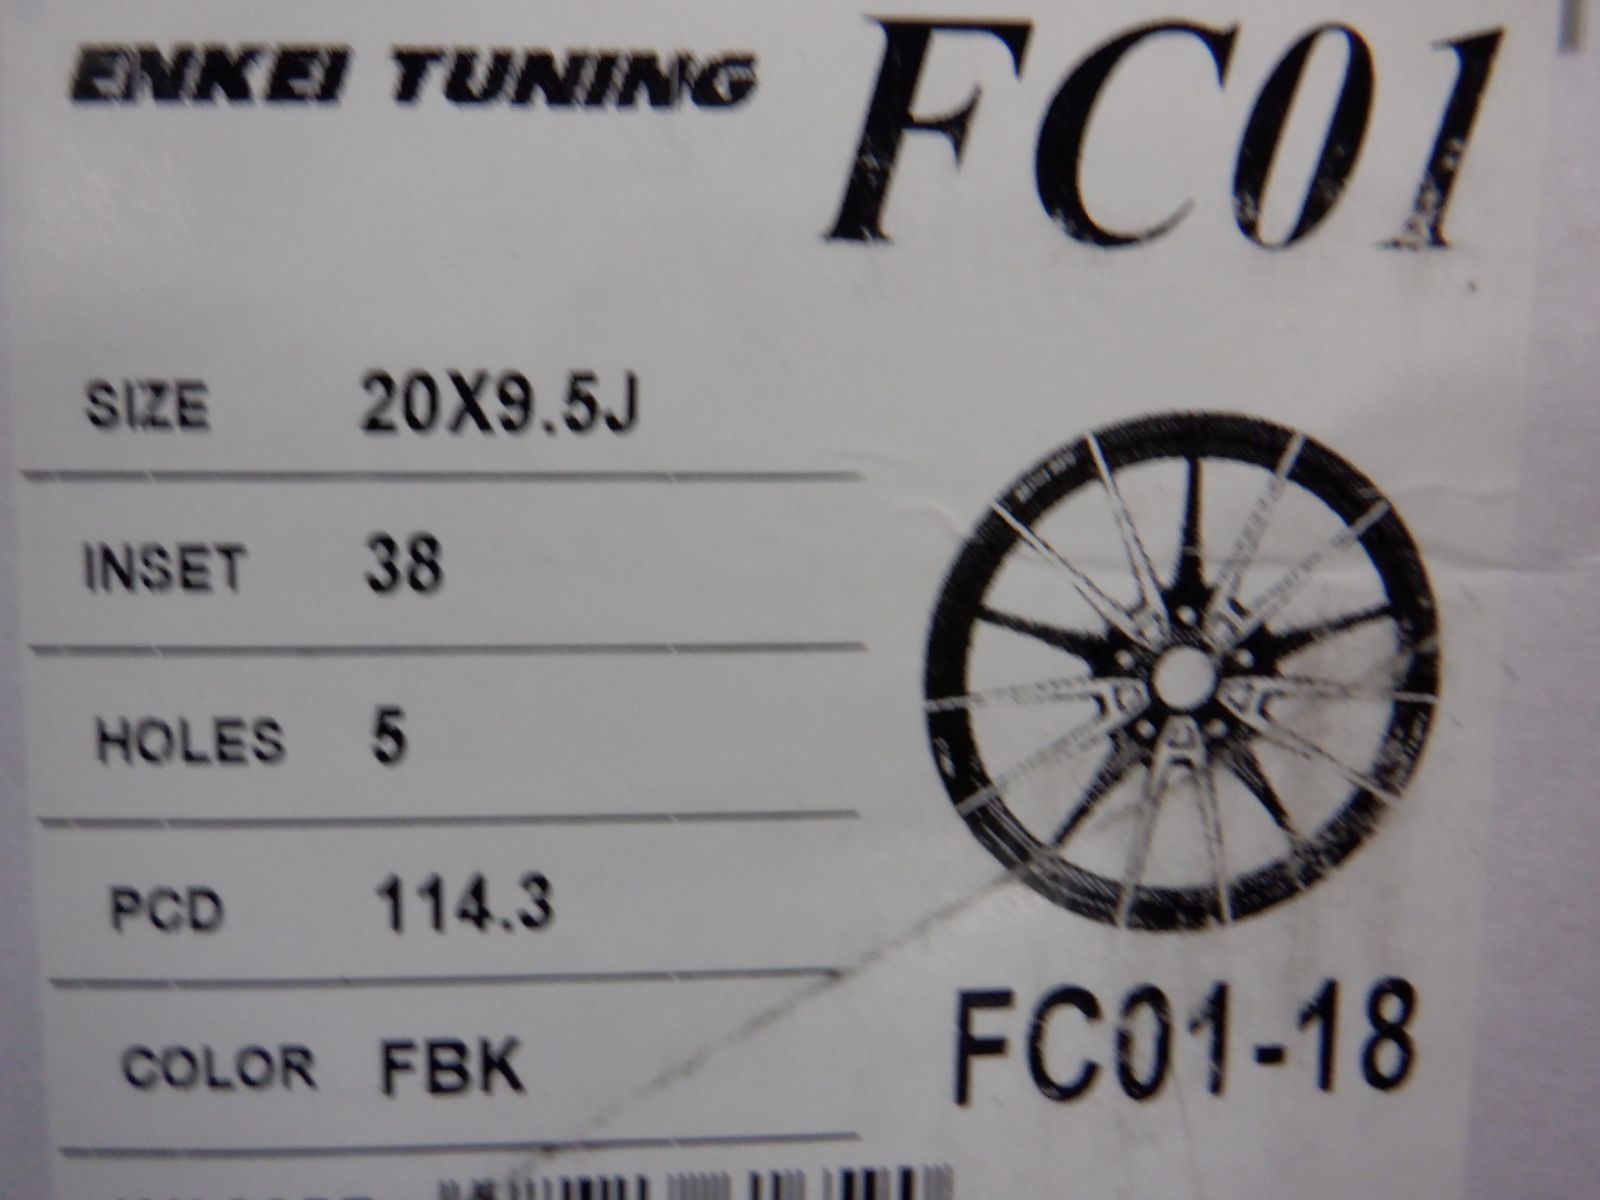 ENKEI TUNING FC01
SIZE 20X9.5J
INSET 38
HOLES 5
PCD 114.3
COLOR FBK
FC01-18